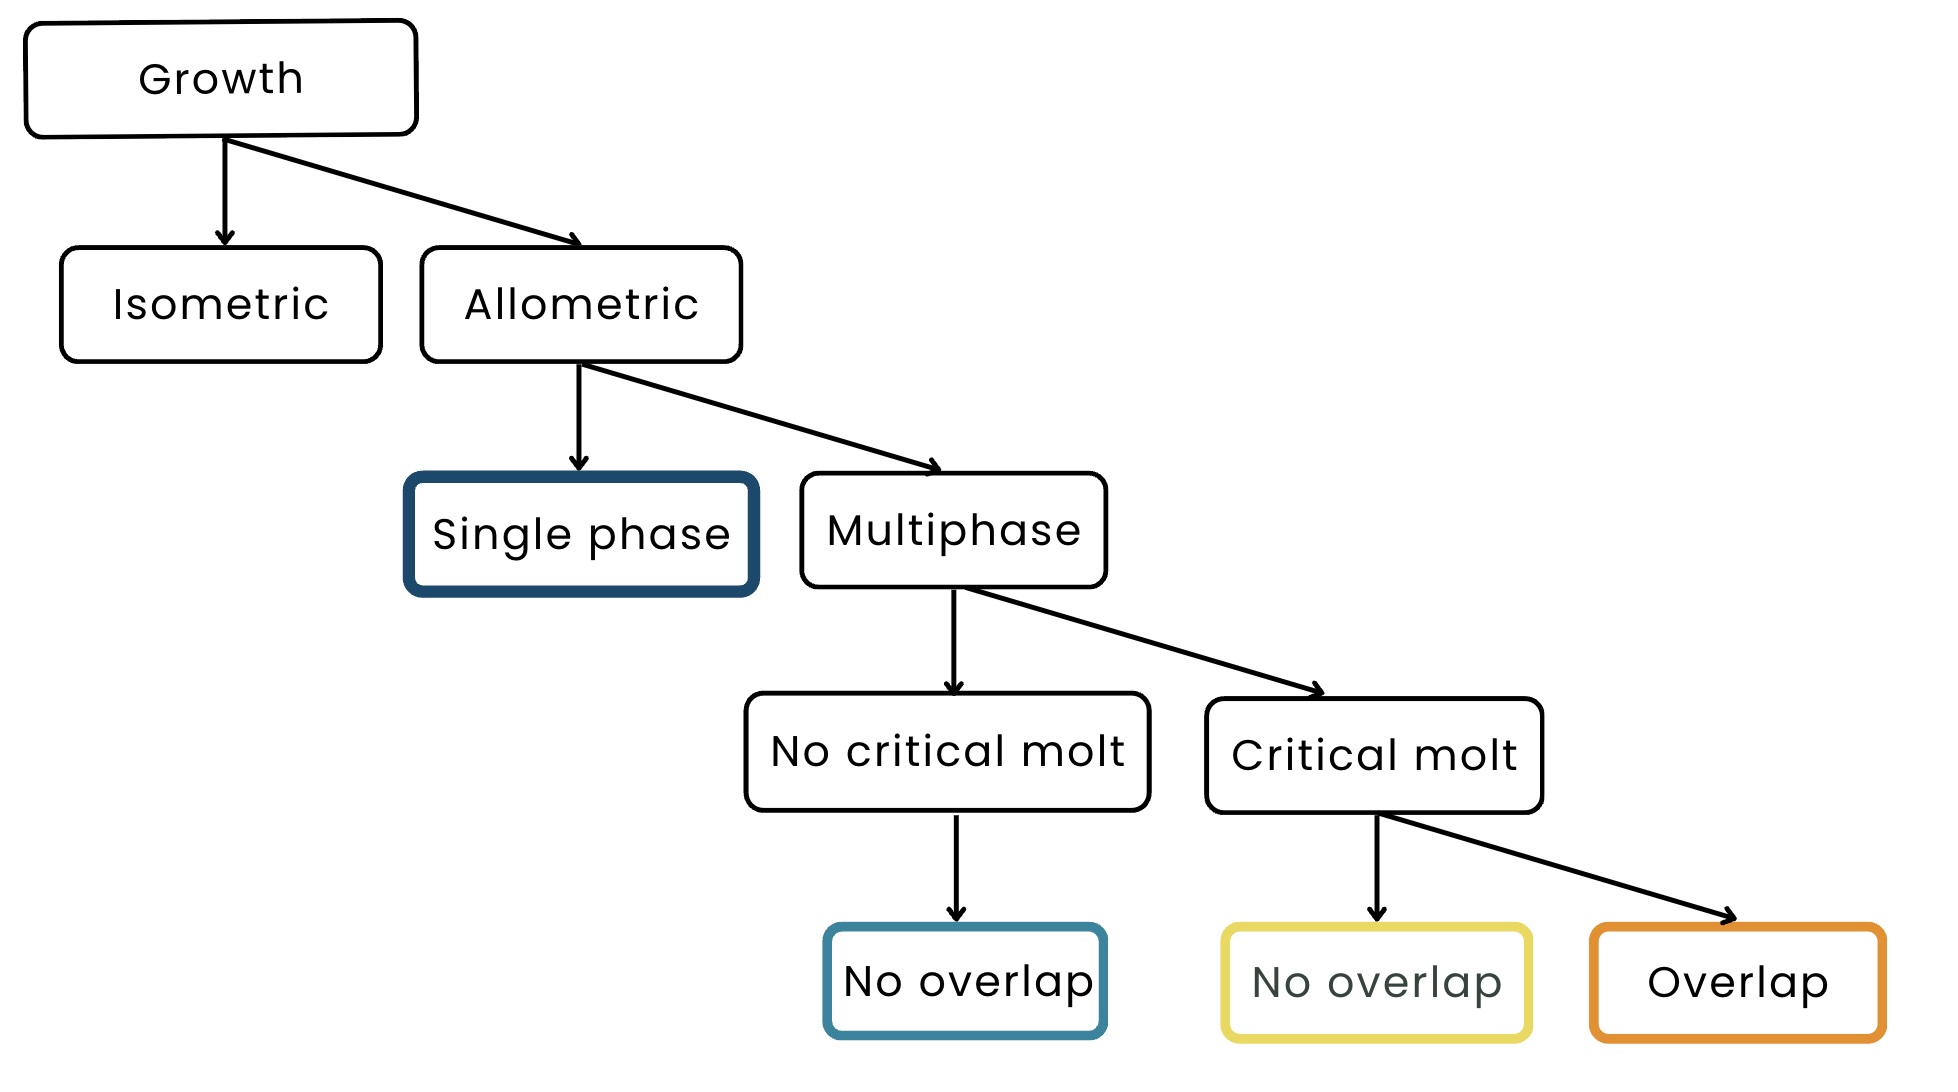 Growth
Isometric
Allometric
Single phase
Multiphase
No critical molt
Critical molt
No overlap
No overlap
Overlap